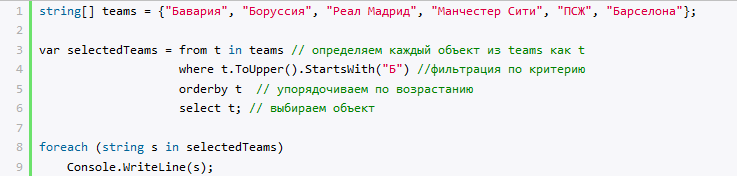 1 string[] teams = {"Бавария", "Боруссия", "Реал Мадрид", "Манчестер Сити", "ПСЖ", "Барселона"};
2
3 var selectedTeams = from t in teams // определяем каждый объект из teams как t
4                     where t.ToUpper().StartsWith("Б") //фильтрация по критерию
5                     orderby t  // упорядочиваем по возрастанию
6                     select t; // выбираем объект
7
8 foreach (string s in selectedTeams)
9     Console.WriteLine(s);